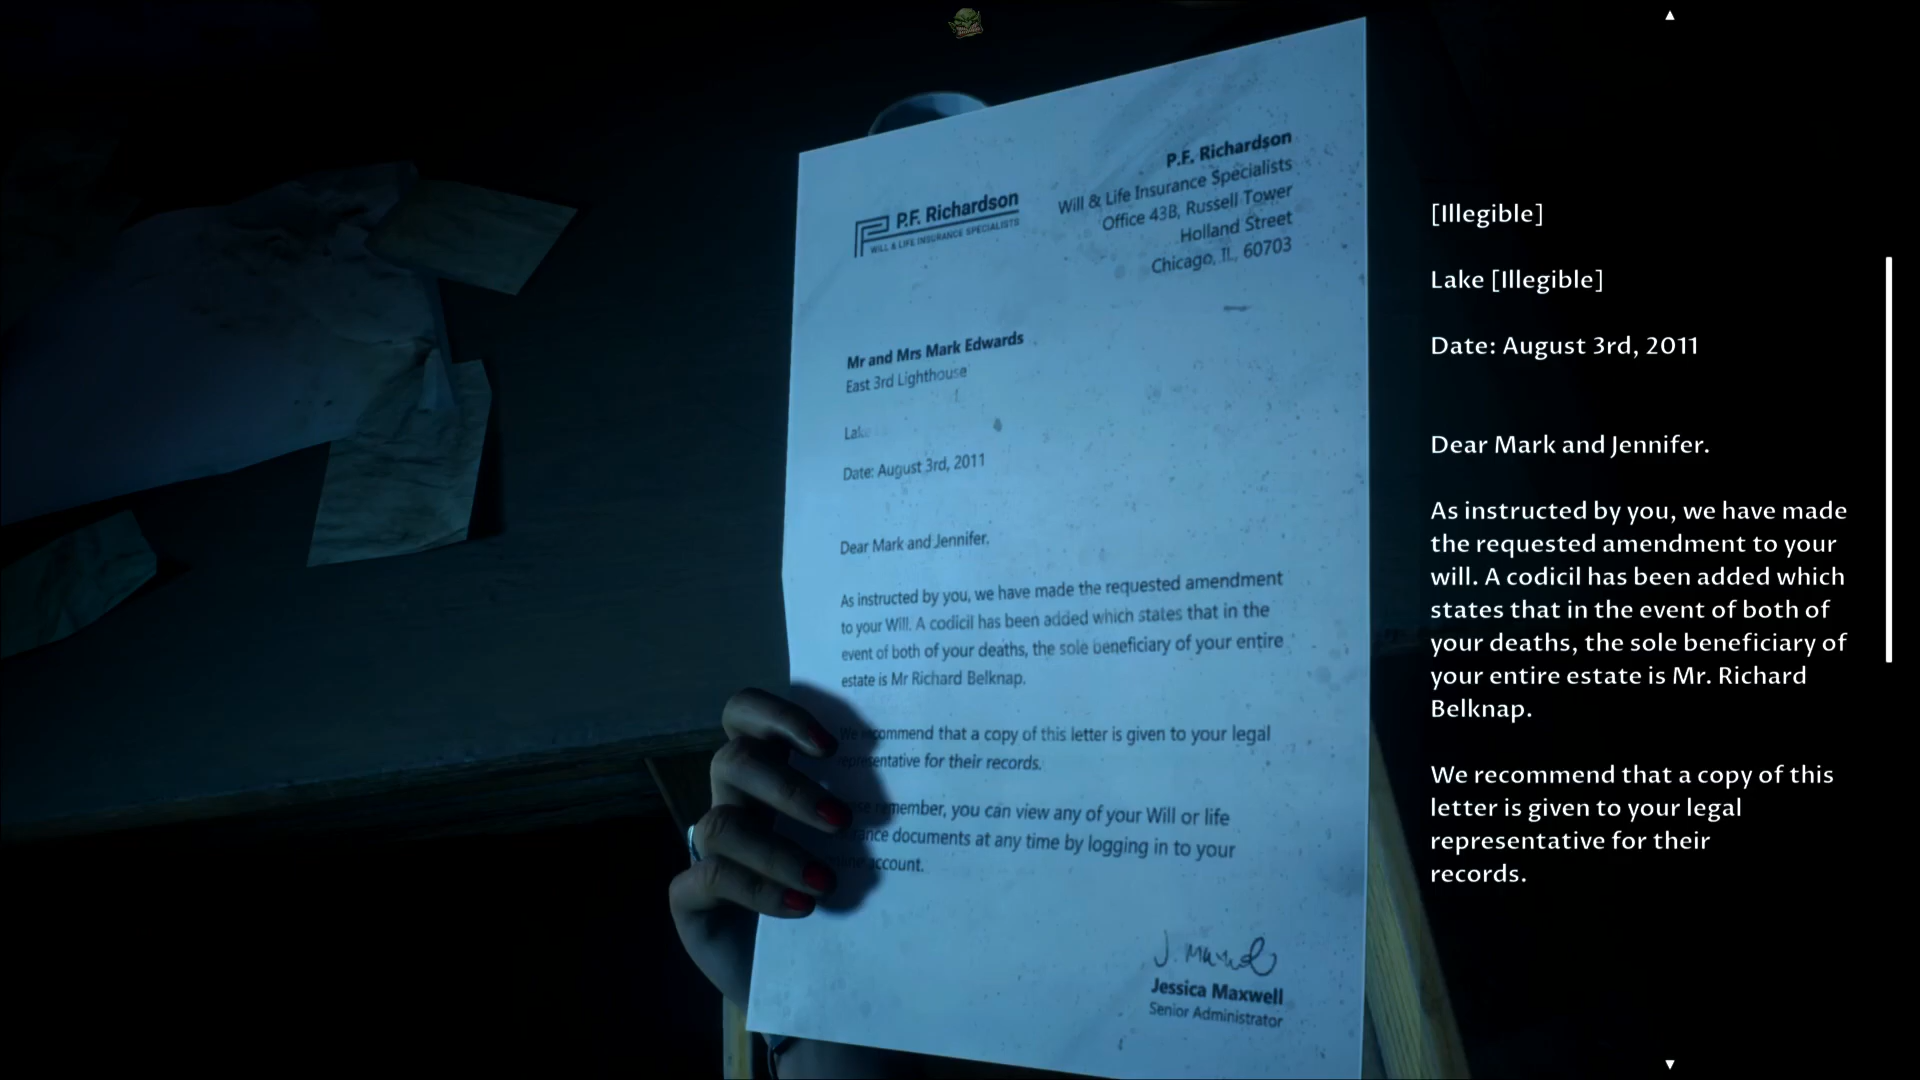 P.F. Richardson
WILL & LIFE INSURANCE SPECIALISTS
P.F. Richardson
Will & Life Insurance Specialists
Office 43B, Russell Tower
Holland Street
Chicago, IL, 60703
Mr and Mrs Mark Edwards
East 3rd Lighthouse
Date: August 3rd, 2011
Dear Mark and Jennifer.
As instructed by you, we have made the requested amendment
to your Will. A codicil has been added which states that in the
event of both of your deaths, the sole beneficiary of your entire
estate is Mr Richard Belknap.
We recommend that a copy of this letter is given to your legal
representative for their records.
remember, you can view any of your Will or life
documents at any time by logging in to your
account.
J. Maxwell
Jessica Maxwell
Senior Administrator
[Illegible]
Lake [Illegible]
Date: August 3rd, 2011
Dear Mark and Jennifer.
As instructed by you, we have made
the requested amendment to your
will. A codicil has been added which
states that in the event of both of
your deaths, the sole beneficiary of
your entire estate is Mr. Richard
Belknap.
We recommend that a copy of this
letter is given to your legal
representative for their
records.